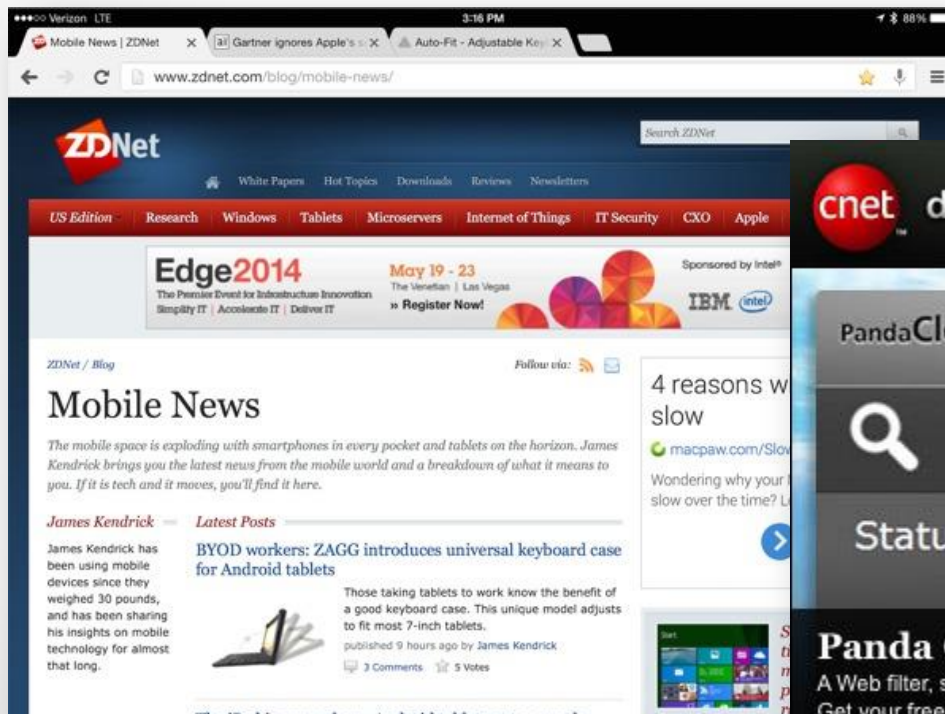 Verizon LTE
3:16 PM
88%
Mobile News | ZDNet
Gartner ignores Apple's
Auto-Fit - Adjustable
www.zdnet.com/blog/mobile-news/
ZDNet
Search ZDNet
White Papers Hot Topics Downloads Reviews Newsletters
US Edition Research Windows Tablets Microservers Internet of Things IT Security CXO Apple
Edge2014
The Premier Event for Infrastructure Innovation
Simplify IT | Accelerate IT | Deliver IT
May 19 - 23
The Venetian | Las Vegas
» Register Now!
Sponsored by Intel®
IBM intel
ZDNet / Blog
Follow via:
Mobile News
The mobile space is exploding with smartphones in every pocket and tablets on the horizon. James
Kendrick brings you the latest news from the mobile world and a breakdown of what it means to
you. If it is tech and it moves, you'll find it here.
James Kendrick
James Kendrick has
been using mobile
devices since they
weighed 30 pounds,
and has been sharing
his insights on mobile
technology for almost
that long.
Latest Posts
BYOD workers: ZAGG introduces universal keyboard case
for Android tablets
Those taking tablets to work know the benefit of
a good keyboard case. This unique model adjusts
to fit most 7-inch tablets.
published 9 hours ago by James Kendrick
3 Comments 5 Votes
4 reasons w
slow
macpaw.com/Slov
Wondering why your
slow over the time?
Start
cnet d
PandaCl
Statu
Panda
A Web filter, s
Get your free